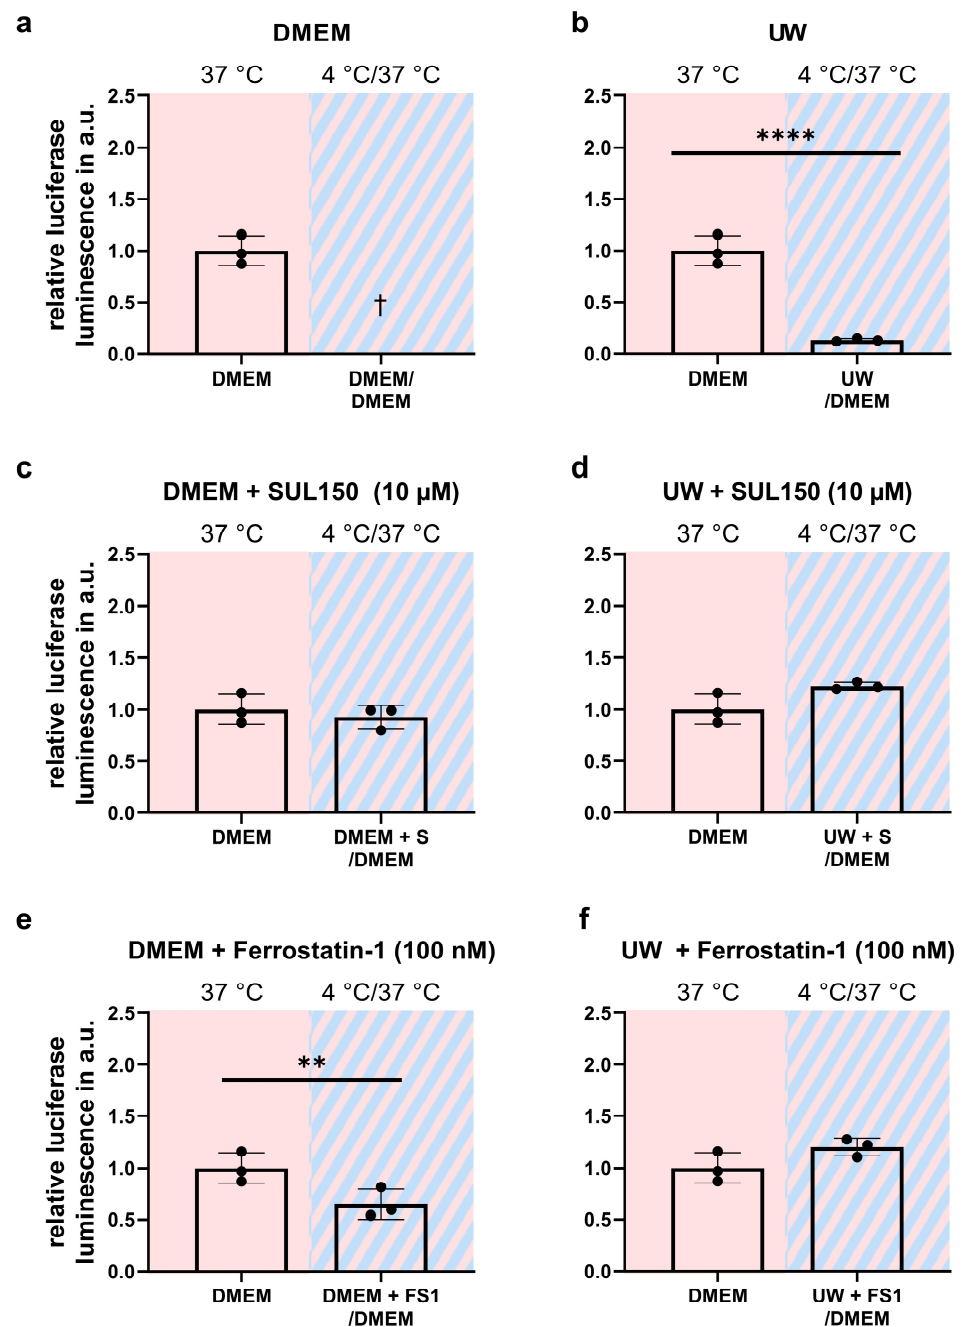 a
DMEM
37 °C
4 °C/37 °C
relative luciferase
luminescence in a.u.
2.5
2.0
1.5
1.0
0.5
0.0
†
DMEM
DMEM/
DMEM
b
UW
37 °C
4 °C/37 °C
2.5
2.0
1.5
1.0
0.5
0.0
****
DMEM
UW
/DMEM
c
DMEM + SUL150 (10 µM)
37 °C
4 °C/37 °C
relative luciferase
luminescence in a.u.
2.5
2.0
1.5
1.0
0.5
0.0
DMEM
DMEM + S
/DMEM
d
UW + SUL150 (10 µM)
37 °C
4 °C/37 °C
2.5
2.0
1.5
1.0
0.5
0.0
DMEM
UW + S
/DMEM
e
DMEM + Ferrostatin-1 (100 nM)
37 °C
4 °C/37 °C
relative luciferase
luminescence in a.u.
2.5
2.0
1.5
1.0
0.5
0.0
**
DMEM
DMEM + FS1
/DMEM
f
UW + Ferrostatin-1 (100 nM)
37 °C
4 °C/37 °C
2.5
2.0
1.5
1.0
0.5
0.0
DMEM
UW + FS1
/DMEM